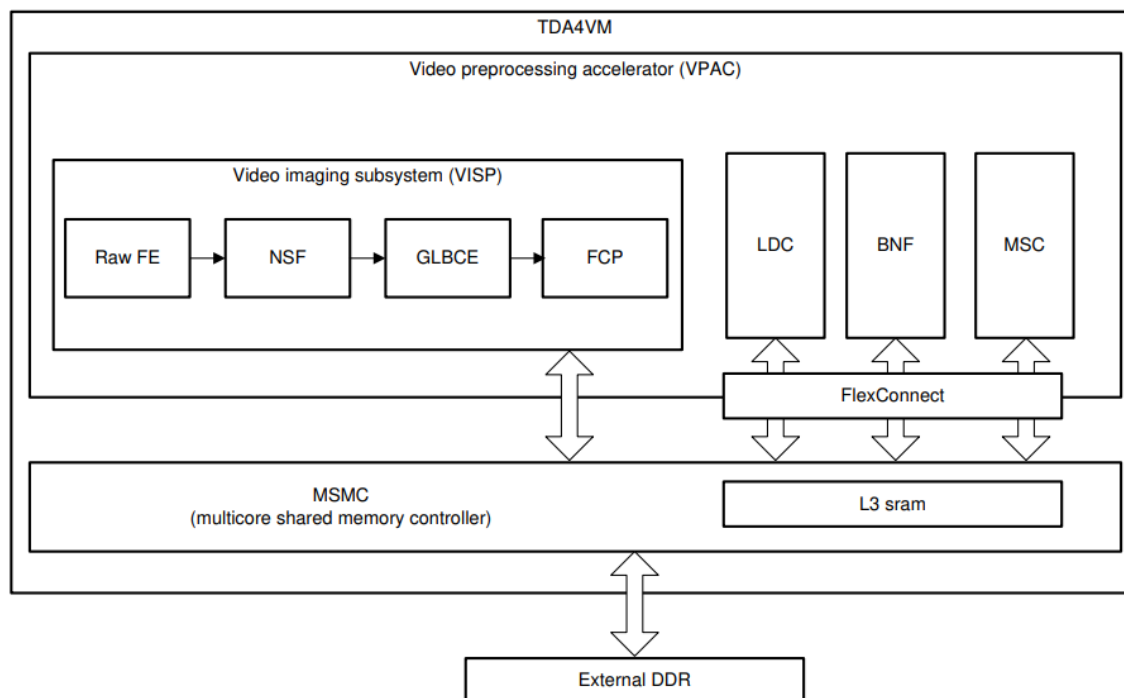 TDA4VM
Video preprocessing accelerator (VPAC)
Video imaging subsystem (VISP)
Raw FE
NSF
GLBCE
FCP
LDC
BNF
MSC
FlexConnect
MSMC
(multicore shared memory controller)
L3 sram
External DDR